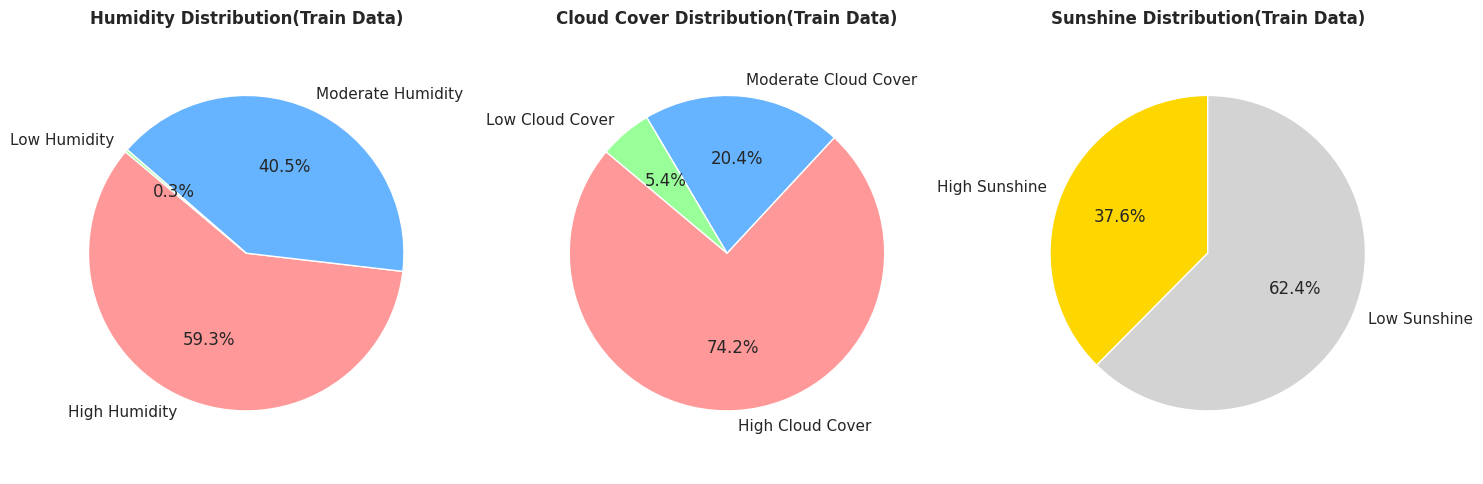 Humidity Distribution(Train Data)
Moderate Humidity
Low Humidity
40.5%
0.3%
59.3%
High Humidity
Cloud Cover Distribution(Train Data)
Moderate Cloud Cover
Low Cloud Cover
20.4%
5.4%
74.2%
High Cloud Cover
Sunshine Distribution(Train Data)
High Sunshine
37.6%
62.4%
Low Sunshine